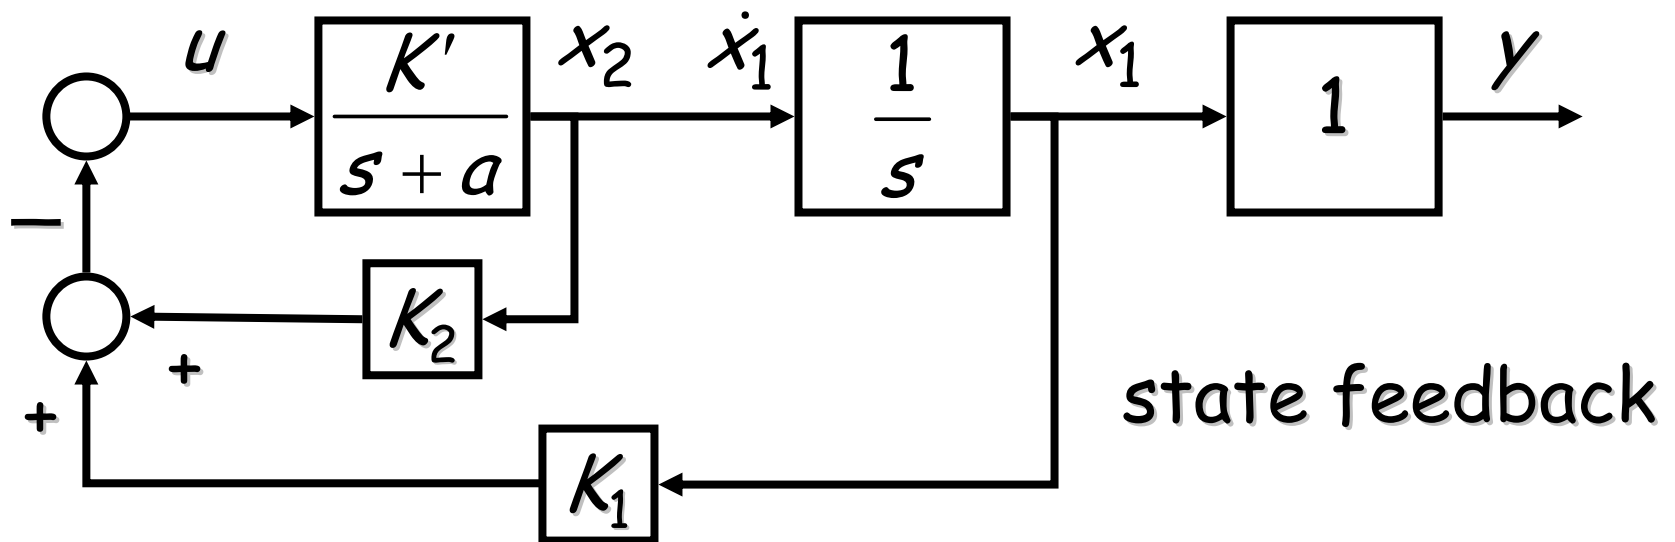 u
K'
s + a
x₂
ẋ₁
1
s
x₁
1
y
−
K₂
+
+
K₁
state feedback